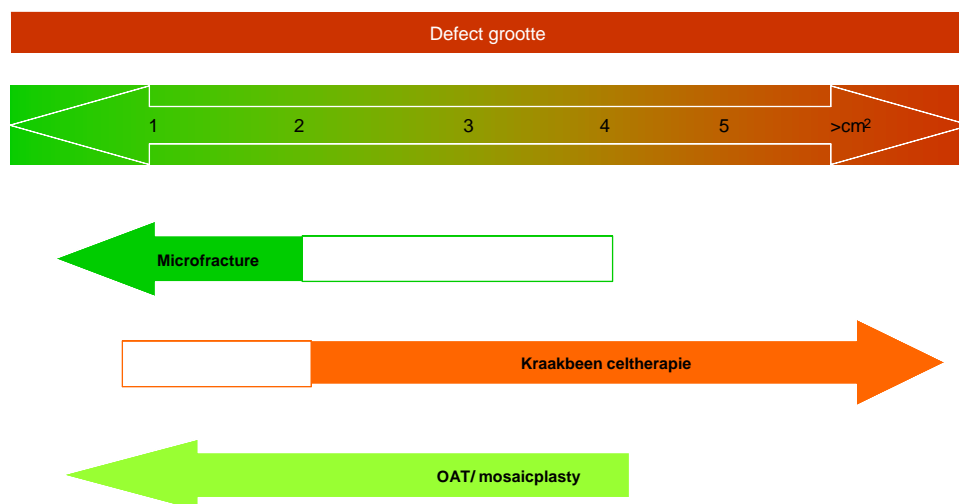 Defect grootte
1 2 3 4 5 >cm²
Microfracture
Kraakbeen celtherapie
OAT/ mosaicplasty